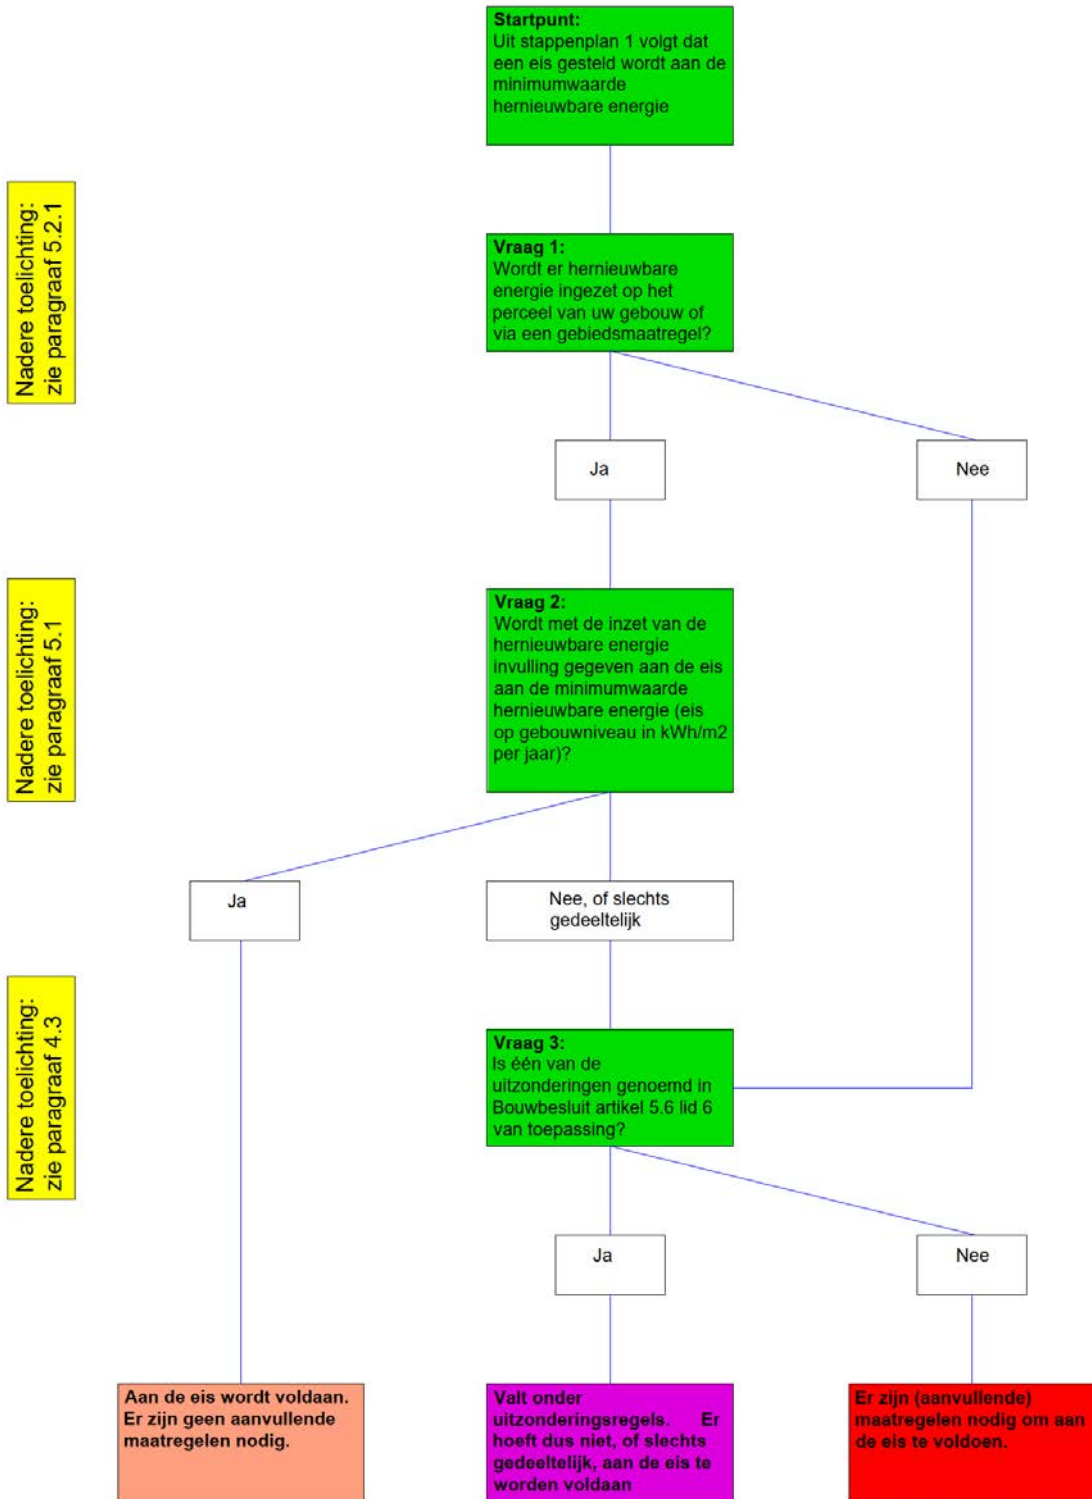 Startpunt:
Uit stappenplan 1 volgt dat
een eis gesteld wordt aan de
minimumwaarde
hernieuwbare energie
Nadere toelichting:
zie paragraaf 5.2.1
Vraag 1:
Wordt er hernieuwbare
energie ingezet op het
perceel van uw gebouw of
via een gebiedsmaatregel?
Ja
Nee
Nadere toelichting:
zie paragraaf 5.1
Vraag 2:
Wordt met de inzet van de
hernieuwbare energie
invulling gegeven aan de eis
aan de minimumwaarde
hernieuwbare energie (eis
op gebouwniveau in kWh/m2
per jaar)?
Ja
Nee, of slechts
gedeeltelijk
Nadere toelichting:
zie paragraaf 4.3
Vraag 3:
Is één van de
uitzonderingen genoemd in
Bouwbesluit artikel 5.6 lid 6
van toepassing?
Ja
Nee
Aan de eis wordt voldaan.
Er zijn geen aanvullende
maatregelen nodig.
Valt onder
uitzonderingsregels. Er
hoeft dus niet, of slechts
gedeeltelijk, aan de eis te
worden voldaan
Er zijn (aanvullende)
maatregelen nodig om aan
de eis te voldoen.